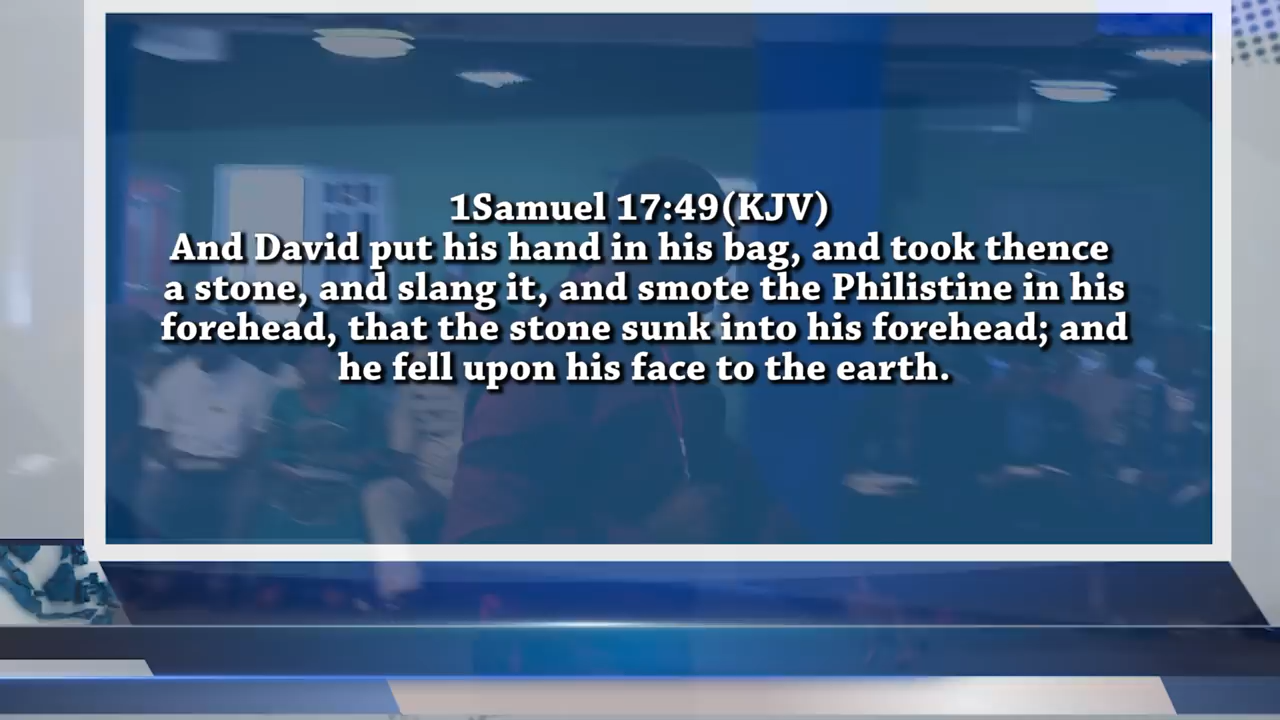 1Samuel 17:49(KJV)
And David put his hand in his bag, and took thence
a stone, and slang it, and smote the Philistine in his
forehead, that the stone sunk into his forehead; and
he fell upon his face to the earth.